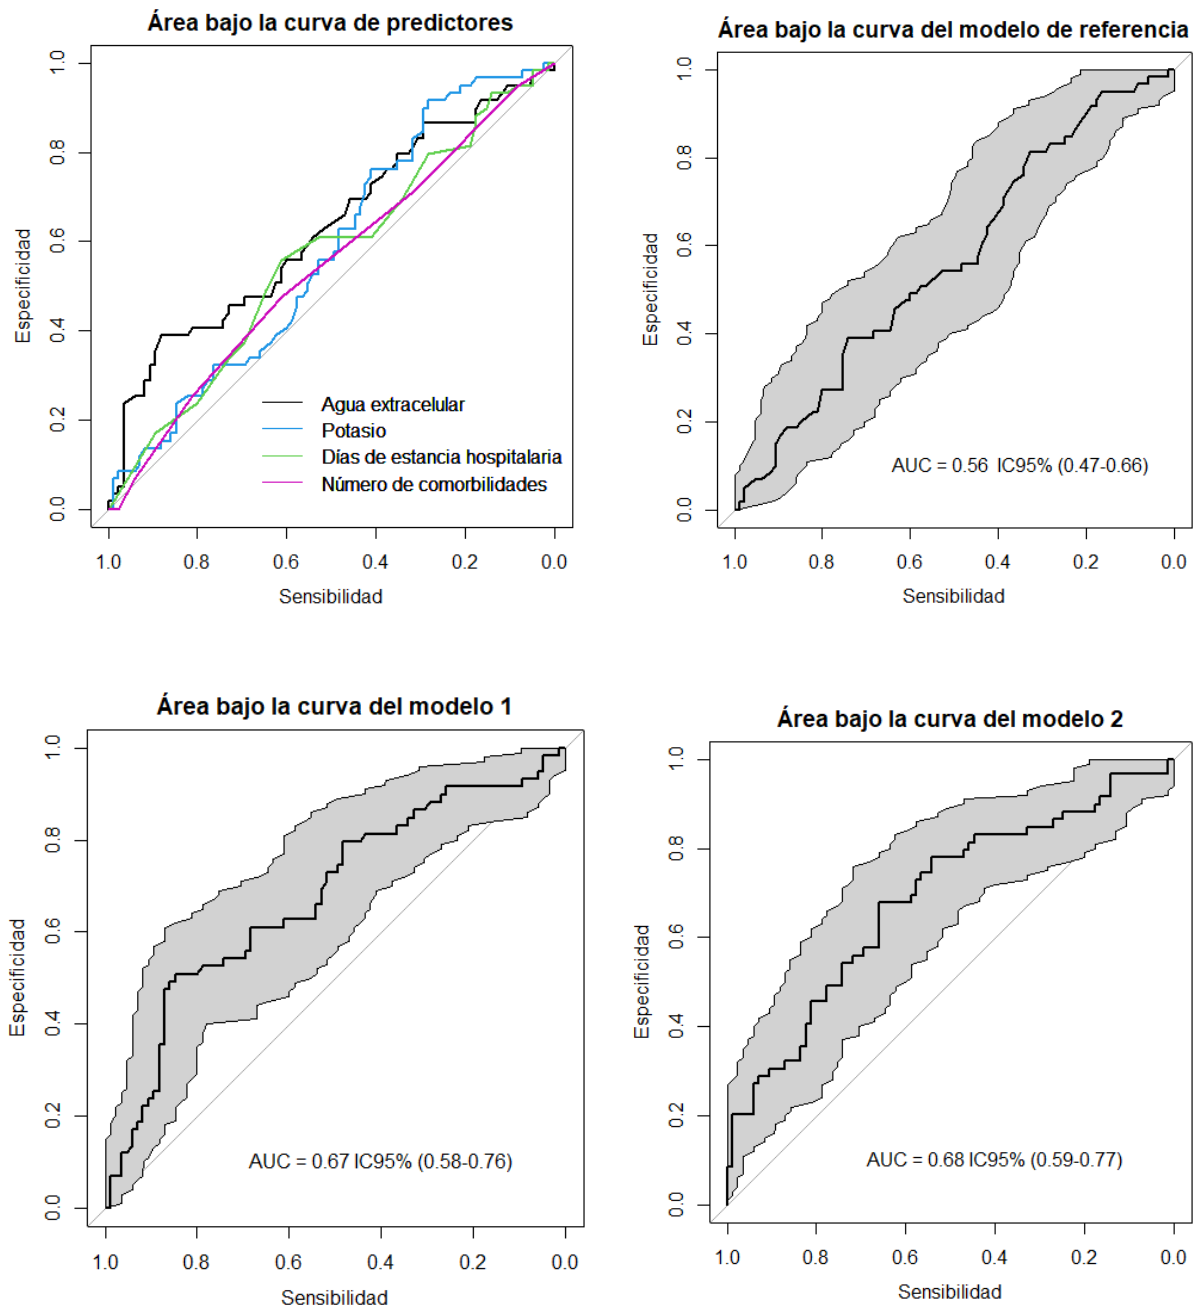 Área bajo la curva de predictores
Especificidad
1.0
0.8
0.6
0.4
0.2
0.0
Agua extracelular
Potasio
Días de estancia hospitalaria
Número de comorbilidades
1.0 0.8 0.6 0.4 0.2 0.0
Sensibilidad
Área bajo la curva del modelo de referencia
Especificidad
1.0
0.8
0.6
0.4
0.2
0.0
AUC = 0.56 IC95% (0.47-0.66)
1.0 0.8 0.6 0.4 0.2 0.0
Sensibilidad
Área bajo la curva del modelo 1
Especificidad
1.0
0.8
0.6
0.4
0.2
0.0
AUC = 0.67 IC95% (0.58-0.76)
1.0 0.8 0.6 0.4 0.2 0.0
Sensibilidad
Área bajo la curva del modelo 2
Especificidad
1.0
0.8
0.6
0.4
0.2
0.0
AUC = 0.68 IC95% (0.59-0.77)
1.0 0.8 0.6 0.4 0.2 0.0
Sensibilidad